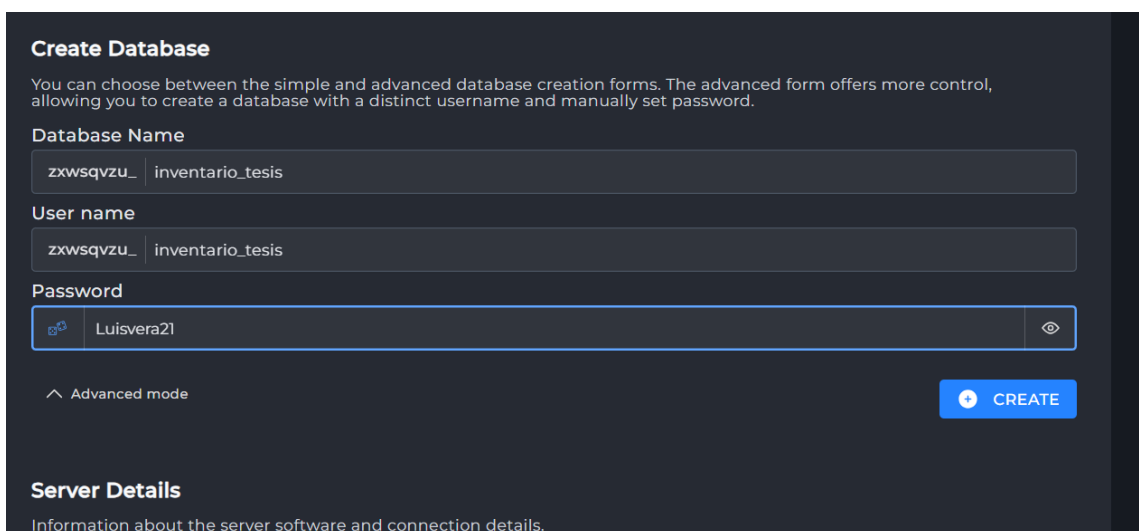 Create Database
You can choose between the simple and advanced database creation forms. The advanced form offers more control,
allowing you to create a database with a distinct username and manually set password.
Database Name
zxwsqvzu_ inventario_tesis
User name
zxwsqvzu_ inventario_tesis
Password
Luisvera21
Advanced mode
CREATE
Server Details
Information about the server software and connection details.